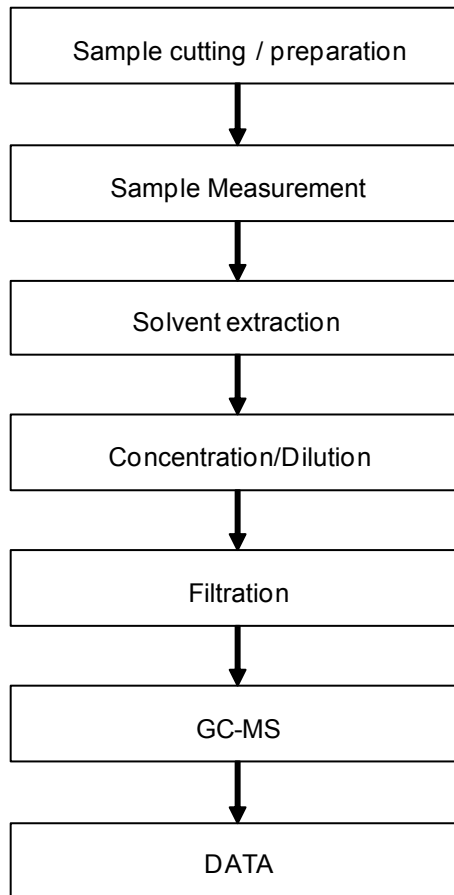 Sample cutting / preparation
Sample Measurement
Solvent extraction
Concentration/Dilution
Filtration
GC-MS
DATA